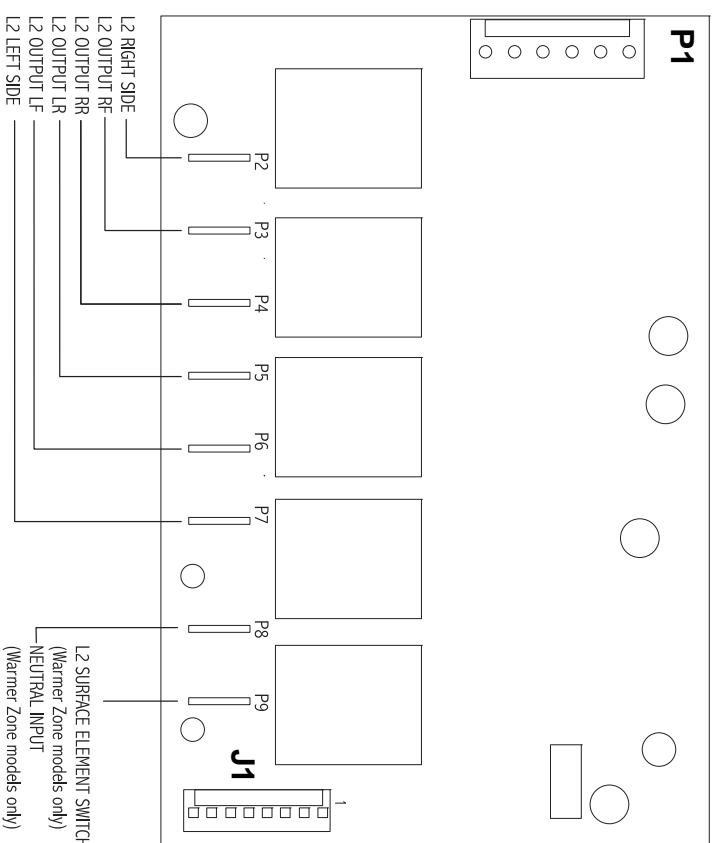 P1
P2
P3
P4
P5
P6
P7
P8
P9
J1
1
L2 RIGHT SIDE
L2 OUTPUT RF
L2 OUTPUT RR
L2 OUTPUT LR
L2 OUTPUT LF
L2 LEFT SIDE
L2 SURFACE ELEMENT SWITCH
(Warmer Zone models only)
NEUTRAL INPUT
(Warmer Zone models only)